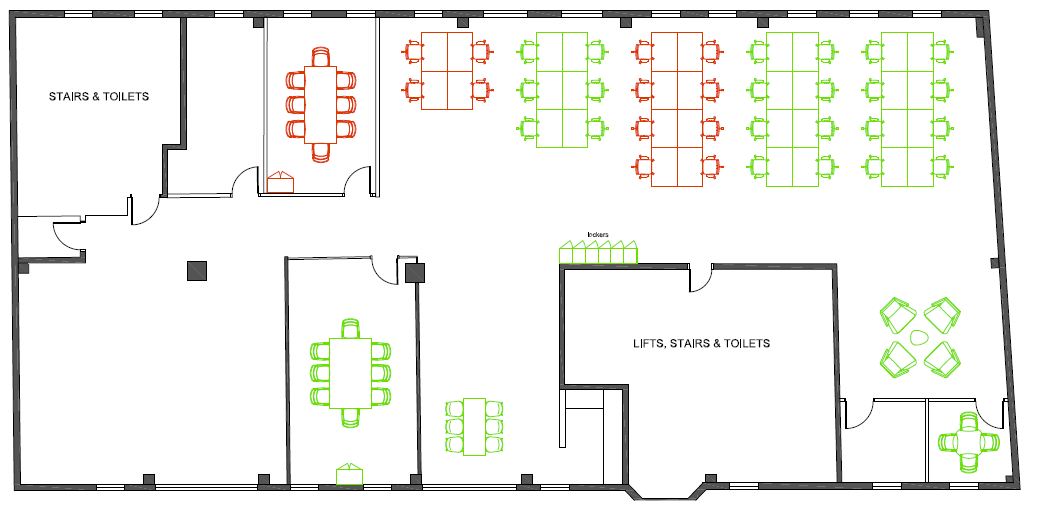 STAIRS & TOILETS
lockers
LIFTS, STAIRS & TOILETS